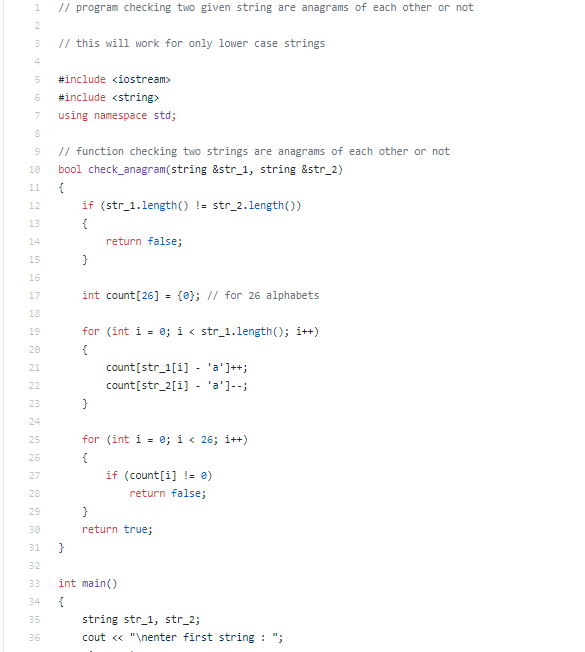 1 // program checking two given string are anagrams of each other or not
2
3 // this will work for only lower case strings
4
5 #include <iostream>
6 #include <string>
7 using namespace std;
8
9 // function checking two strings are anagrams of each other or not
10 bool check_anagram(string &str_1, string &str_2)
11 {
12     if (str_1.length() != str_2.length())
13     {
14         return false;
15     }
16
17     int count[26] = {0}; // for 26 alphabets
18
19     for (int i = 0; i < str_1.length(); i++)
20     {
21         count[str_1[i] - 'a']++;
22         count[str_2[i] - 'a']--;
23     }
24
25     for (int i = 0; i < 26; i++)
26     {
27         if (count[i] != 0)
28             return false;
29     }
30     return true;
31 }
32
33 int main()
34 {
35     string str_1, str_2;
36     cout << "\nenter first string : ";